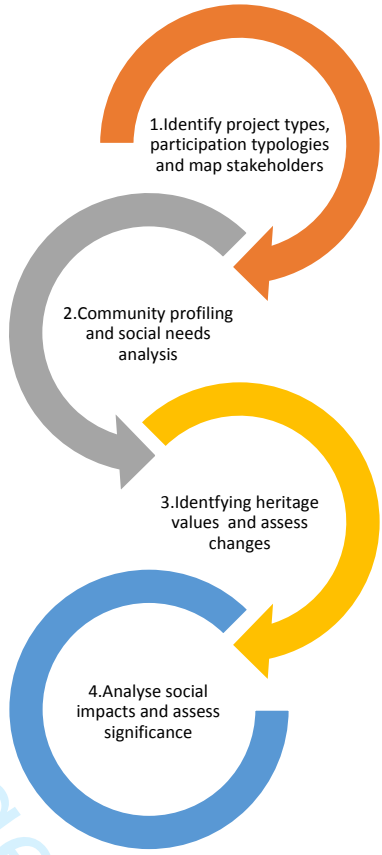 1.Identify project types,
participation typologies
and map stakeholders
2.Community profiling
and social needs
analysis
3.Identfying heritage
values and assess
changes
4.Analyse social
impacts and assess
significance